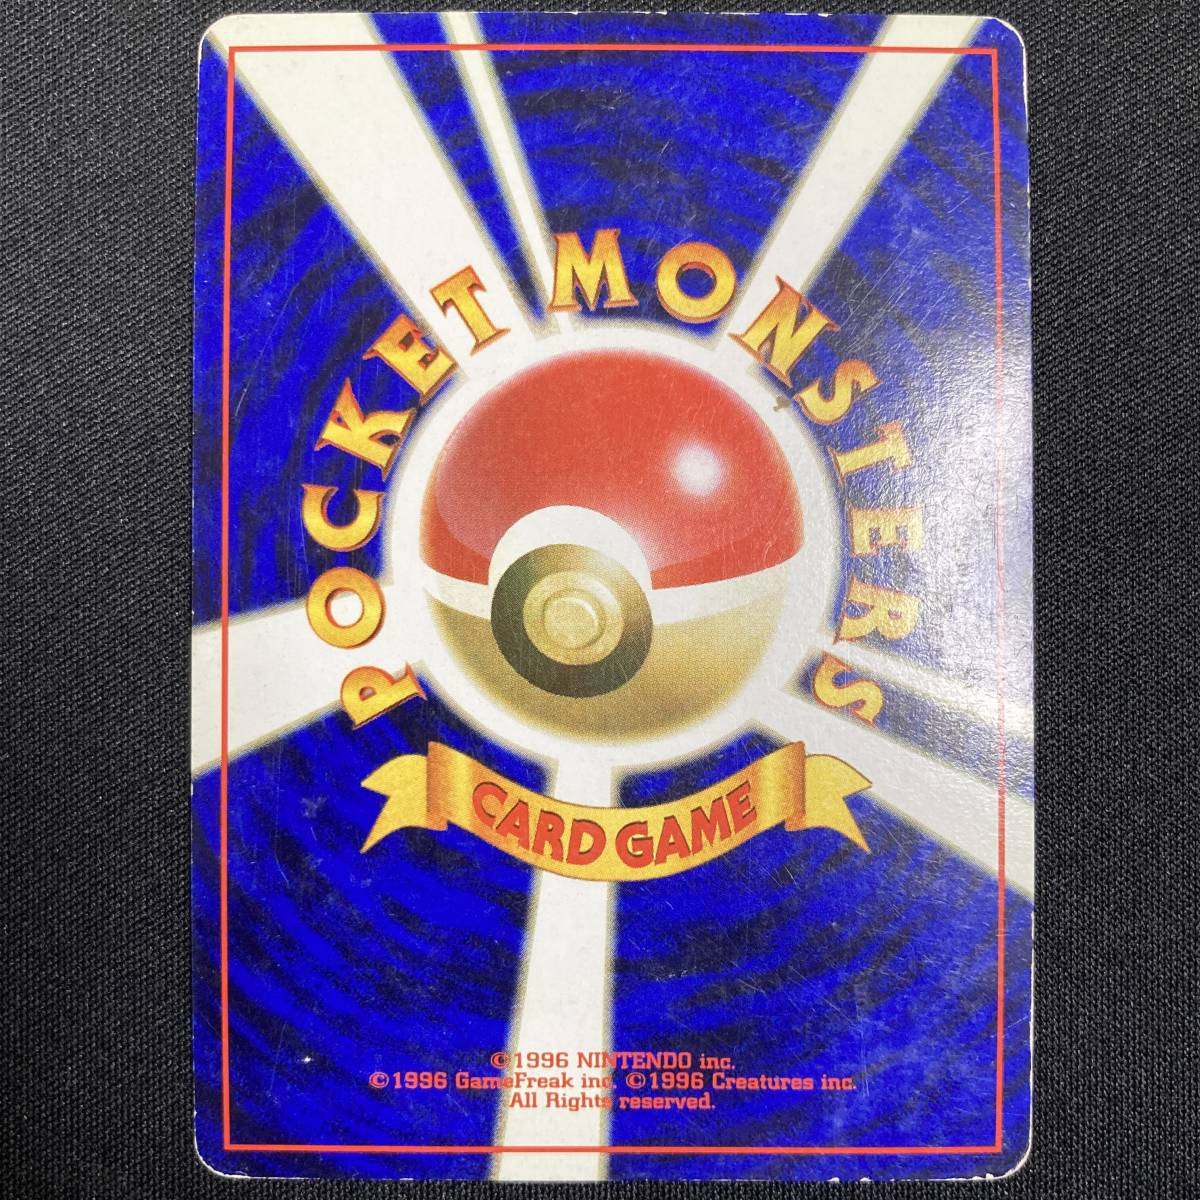 POCKET MONSTERS
CARD GAME
©1996 NINTENDO inc.
©1996 GameFreak inc. ©1996 Creatures inc.
All Rights reserved.